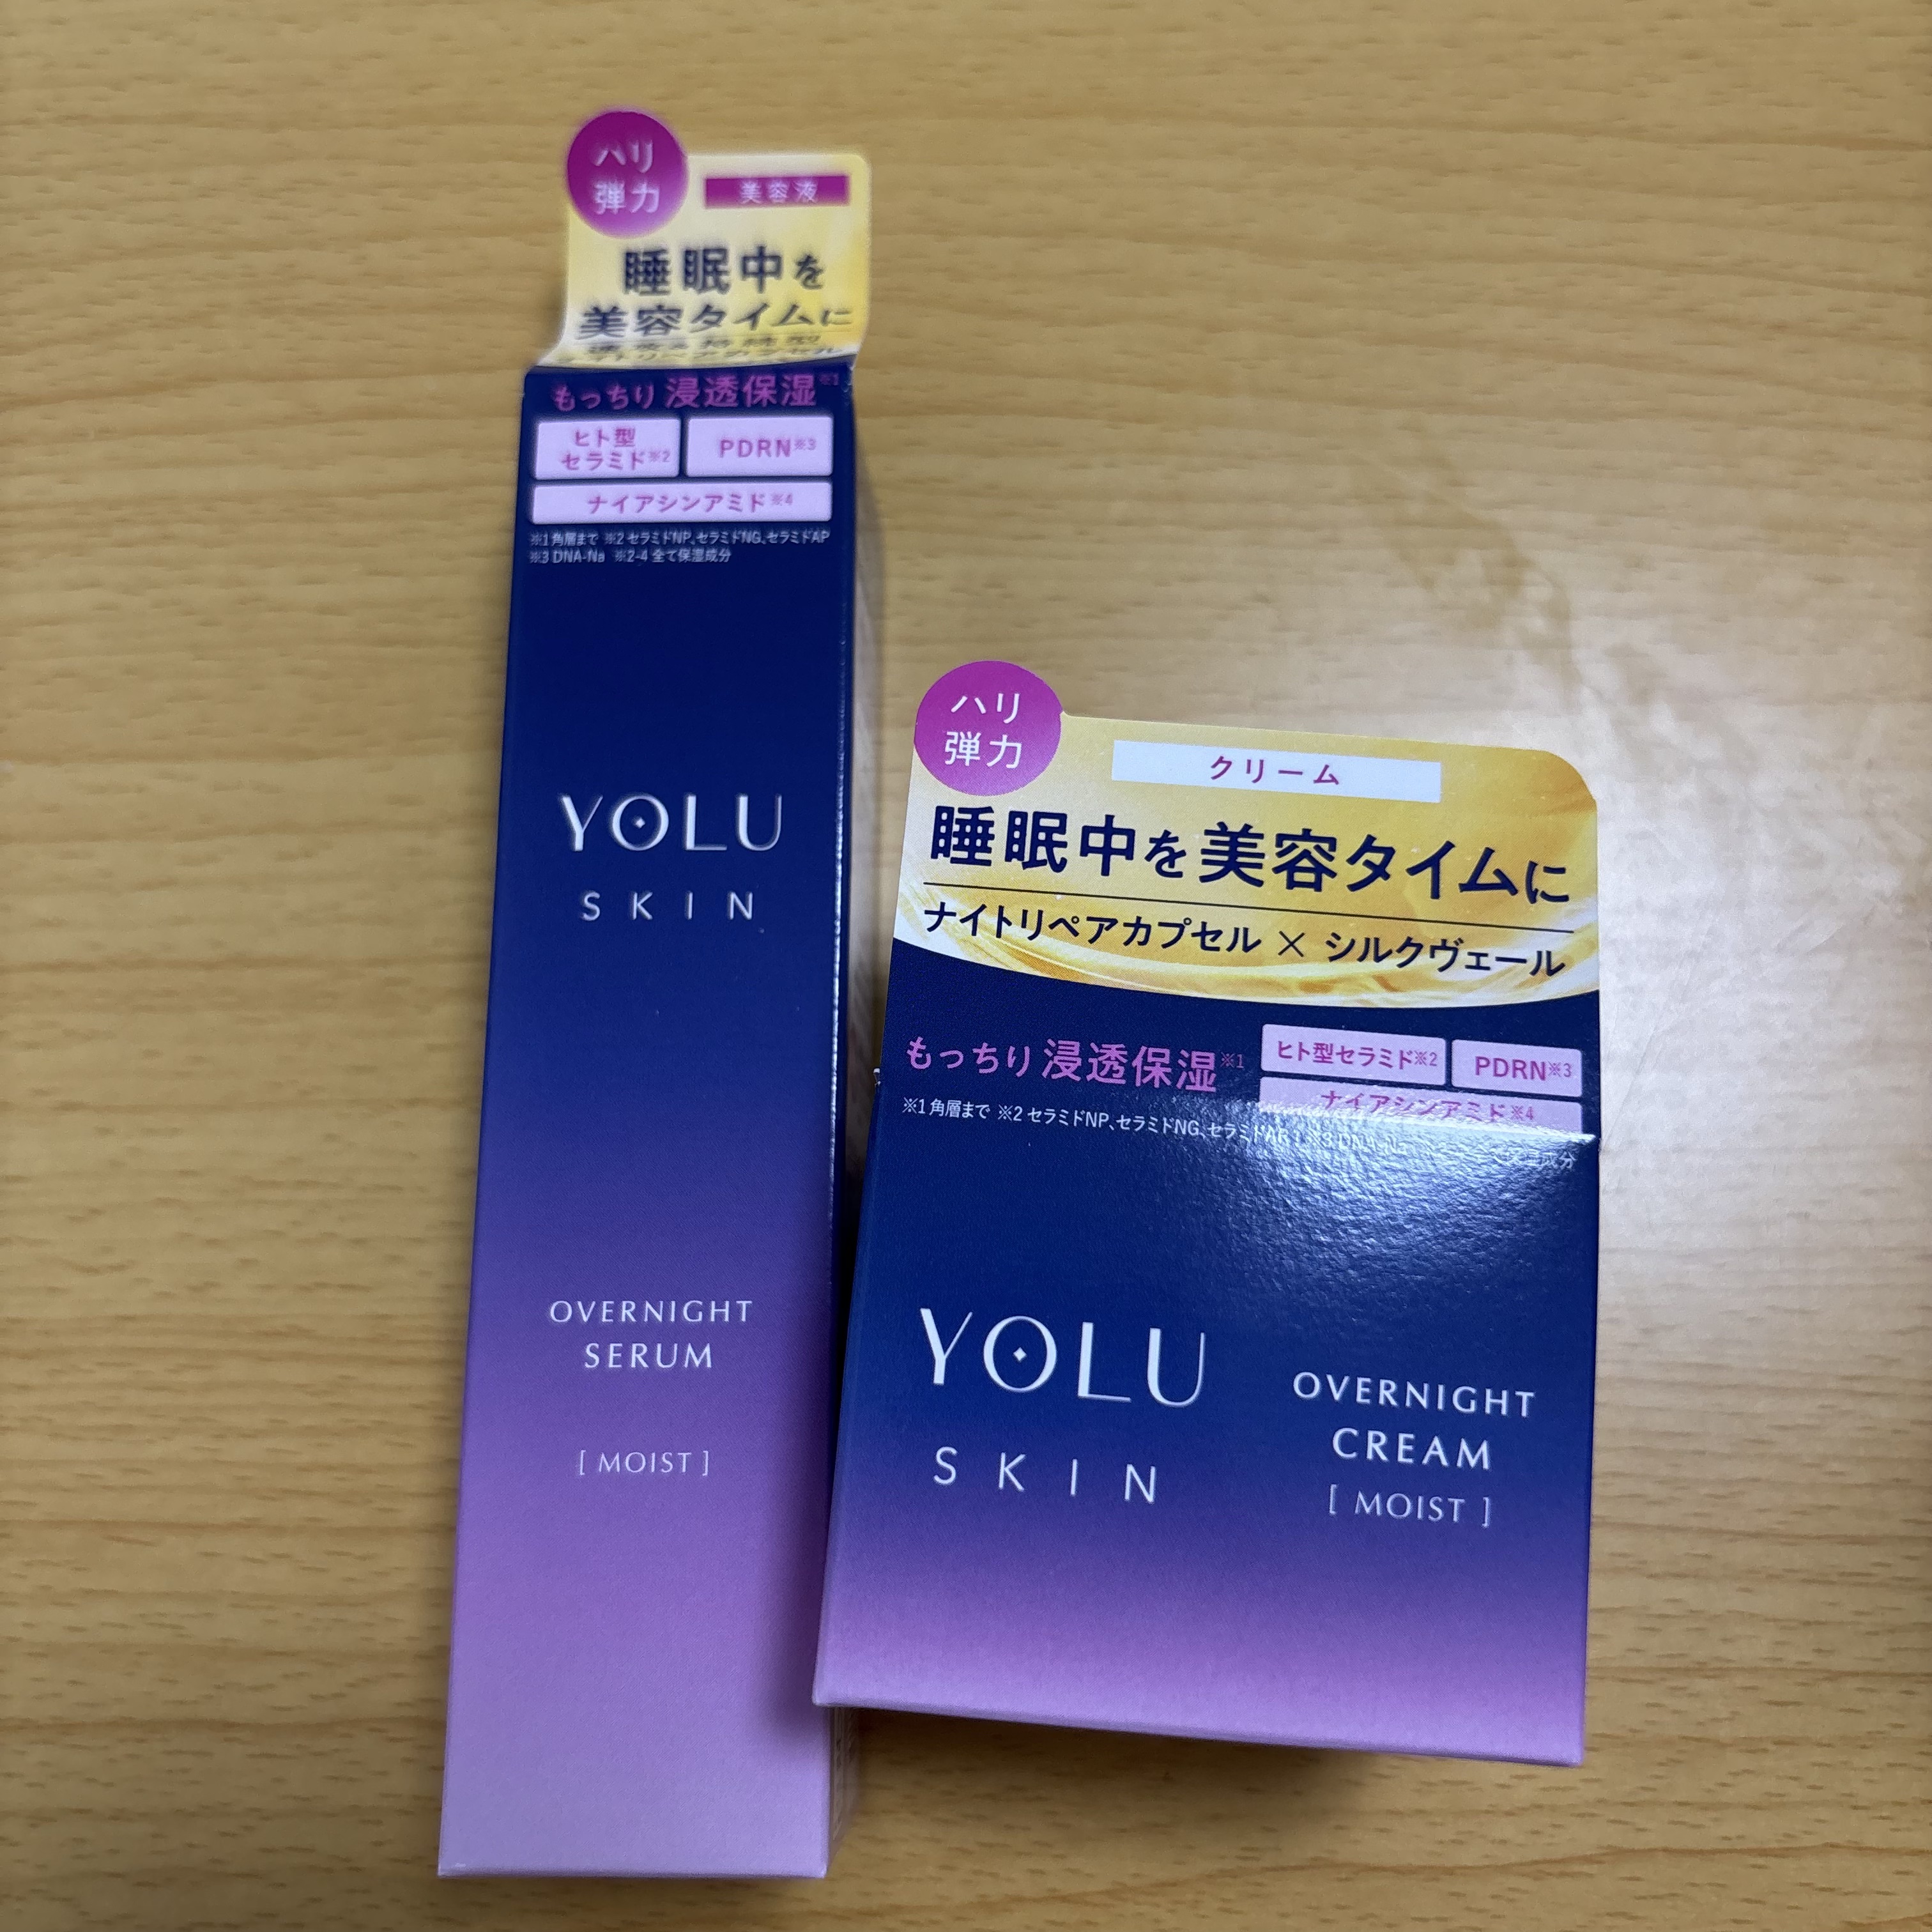 ハリ
弾力
美容液
睡眠中を
美容タイムに
もっちり浸透保湿※1
ヒト型
セラミド※2
PDRN※3
ナイアシンアミド※4
※1 角層まで ※2 セラミドNP、セラミドNG、セラミドAP
※3 DNA-Na ※2-4 全て保湿成分
YOLU
SKIN
OVERNIGHT
SERUM
[ MOIST ]
ハリ
弾力
クリーム
睡眠中を美容タイムに
ナイトリペアカプセル × シルクヴェール
もっちり浸透保湿※1
ヒト型セラミド※2
PDRN※3
ナイアシンアミド※4
※1 角層まで ※2 セラミドNP、セラミドNG、セラミドAP ※3 DNA-Na
YOLU
SKIN
OVERNIGHT
CREAM
[ MOIST ]